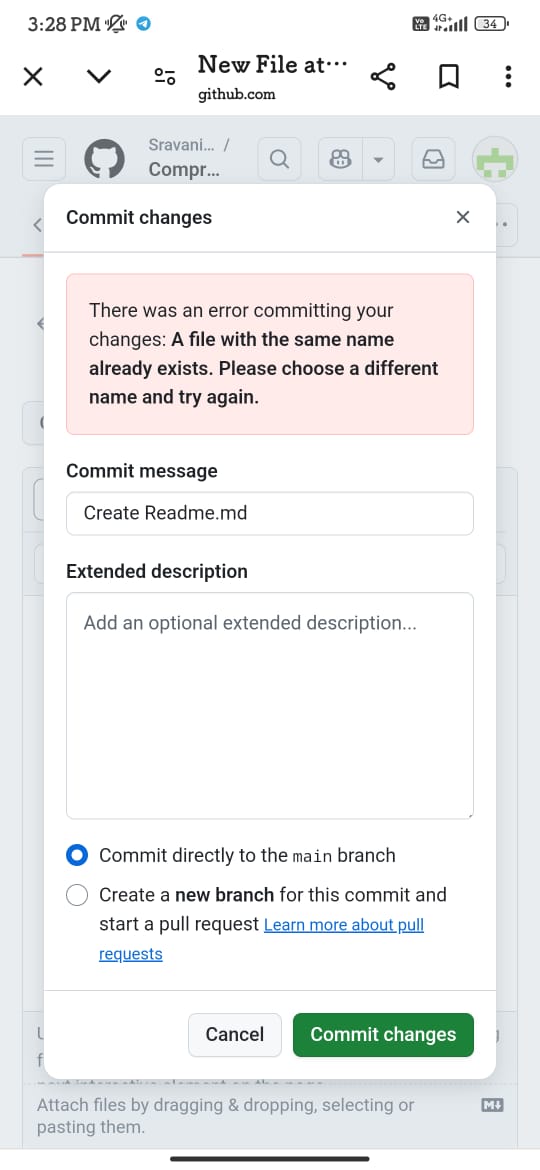 3:28 PM
Vo LTE 4G+ 34
New File at···
github.com
Sravani... /
Compr...
Commit changes
There was an error committing your
changes: A file with the same name
already exists. Please choose a different
name and try again.
Commit message
Create Readme.md
Extended description
Add an optional extended description...
Commit directly to the main branch
Create a new branch for this commit and
start a pull request Learn more about pull
requests
Cancel
Commit changes
Attach files by dragging & dropping, selecting or
pasting them.